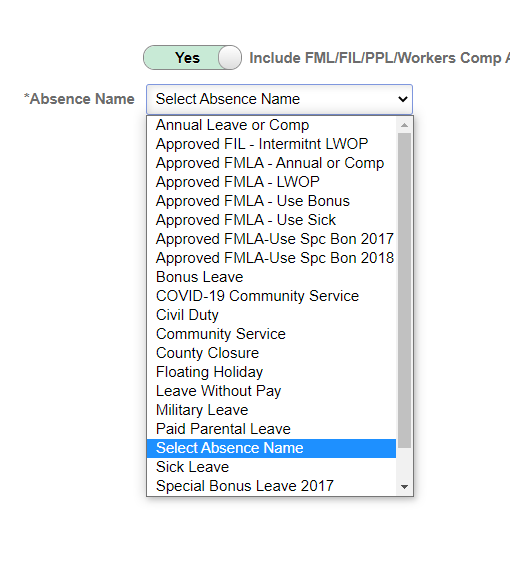 Yes Include FML/FIL/PPL/Workers Comp
*Absence Name Select Absence Name
Annual Leave or Comp
Approved FIL - Intermitnt LWOP
Approved FMLA - Annual or Comp
Approved FMLA - LWOP
Approved FMLA - Use Bonus
Approved FMLA - Use Sick
Approved FMLA-Use Spc Bon 2017
Approved FMLA-Use Spc Bon 2018
Bonus Leave
COVID-19 Community Service
Civil Duty
Community Service
County Closure
Floating Holiday
Leave Without Pay
Military Leave
Paid Parental Leave
Select Absence Name
Sick Leave
Special Bonus Leave 2017